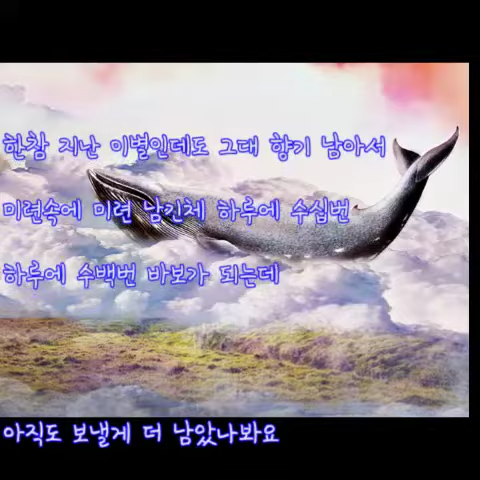 한참 지난 이별인데도 그대 향기 남아서
미련속에 미련 남긴체 하루에 수십번
하루에 수백번 바보가 되는데
아직도 보낼게 더 남았나봐요